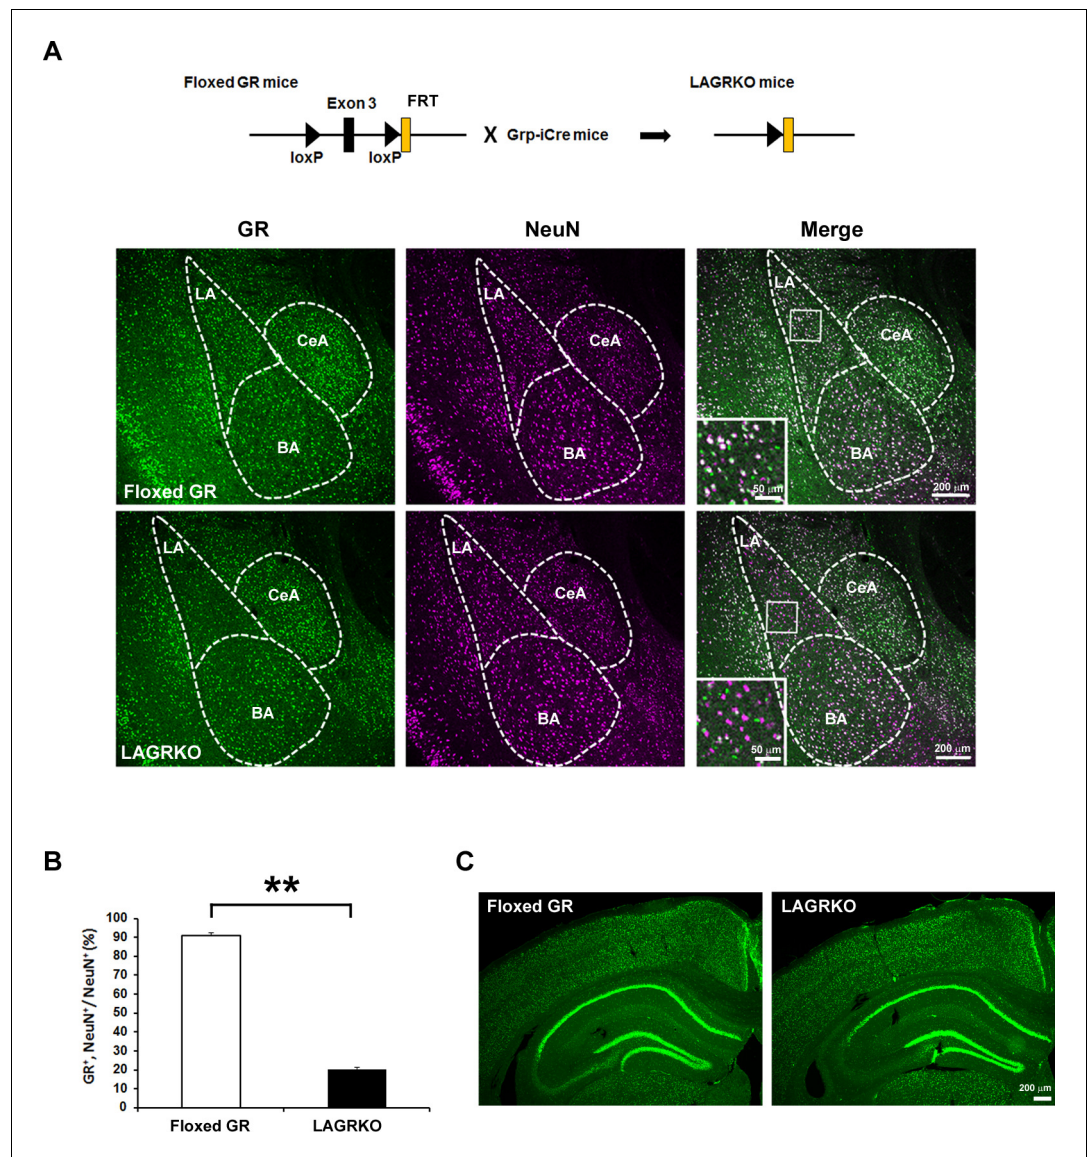 A
Floxed GR mice
LAGRKO mice
Exon 3
FRT
X Grp-iCre mice
loxP
loxP
GR
NeuN
Merge
LA
CeA
BA
Floxed GR
LA
CeA
BA
LA
CeA
BA
50 μm
200 μm
LA
CeA
BA
LAGRKO
LA
CeA
BA
LA
CeA
BA
50 μm
200 μm
B
**
GR⁺, NeuN⁺/ NeuN⁺ (%)
100
90
80
70
60
50
40
30
20
10
0
Floxed GR
LAGRKO
C
Floxed GR
LAGRKO
200 μm